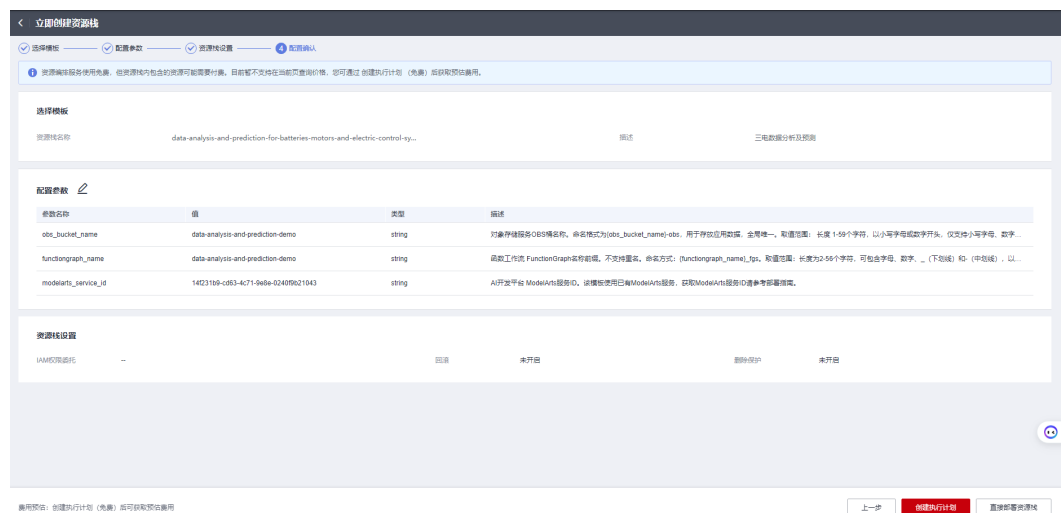 立即创建资源栈
选择模板 配置参数 资源栈设置 4 配置确认
资源编排服务使用免费，但资源栈内包含的资源可能需要付费。目前暂不支持在当前页查询价格，您可通过 创建执行计划 （免费）后获取预估费用。
选择模板
资源栈名称 data-analysis-and-prediction-for-batteries-motors-and-electric-control-sy... 描述 三电数据分析及预测
配置参数
参数名称 值 类型 描述
obs_bucket_name data-analysis-and-prediction-demo string 对象存储服务OBS桶名称。命名格式为{obs_bucket_name}-obs，用于存放应用数据，全局唯一。取值范围： 长度 1-59个字符，以小写字母或数字开头，仅支持小写字母、数字...
functiongraph_name data-analysis-and-prediction-demo string 函数工作流 FunctionGraph名称前缀。不支持重名。命名方式：{functiongraph_name}_fgs。取值范围：长度为2-56个字符，可包含字母、数字、_（下划线）和-（中划线），以...
modelarts_service_id 14f231b9-cd63-4c71-9e8e-0240f9b21043 string AI开发平台 ModelArts服务ID。该模板使用已有ModelArts服务，获取ModelArts服务ID请参考部署指南。
资源栈设置
IAM权限委托 -- 回滚 未开启 删除保护 未开启
费用预估：创建执行计划（免费）后可获取预估费用 上一步 创建执行计划 直接部署资源栈